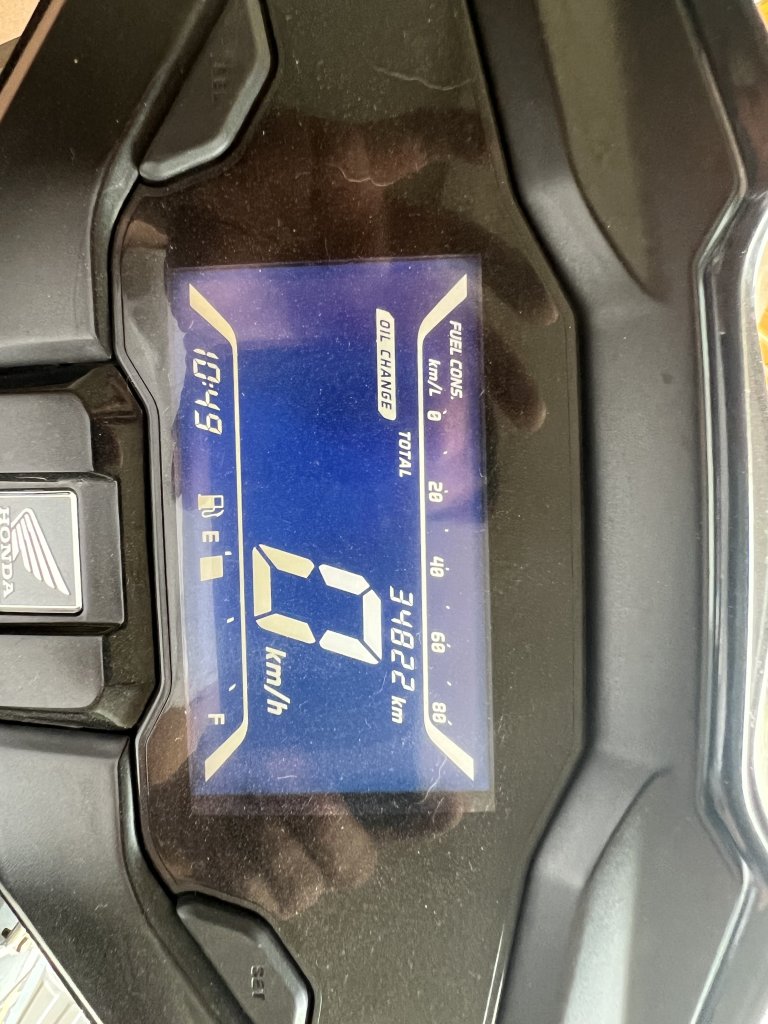 SEL
FUEL CONS.
km/L 0 20 40 60 80
OIL CHANGE
TOTAL
34822 km
0 km/h
10:49 E F
SET
HONDA